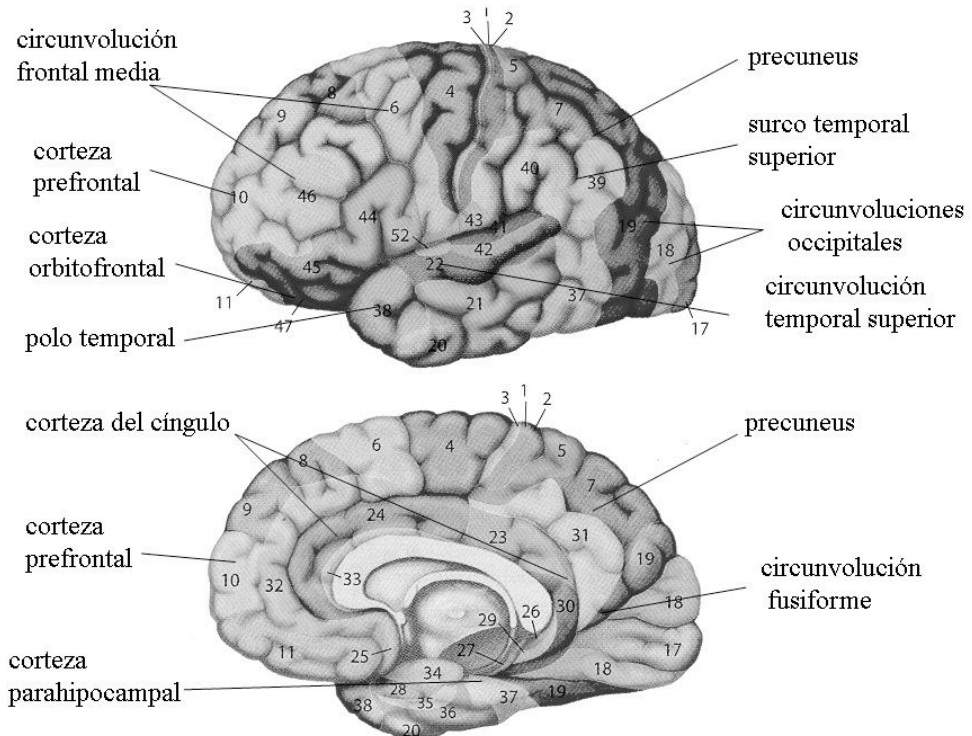 circunvolución
frontal media
corteza
prefrontal
corteza
orbitofrontal
polo temporal
3 1 2
8
9
6
4
5
7
10
46
40
39
44
43
41
52
42
19
18
45
22
11
47
38
21
37
20
17
precuneus
surco temporal
superior
circunvoluciones
occipitales
circunvolución
temporal superior
corteza del cíngulo
corteza
prefrontal
corteza
parahipocampal
3 1 2
6
4
5
8
7
9
24
23
31
19
10
32
33
30
18
26
29
17
11
25
27
34
18
28
35
37
19
38
36
20
precuneus
circunvolución
fusiforme